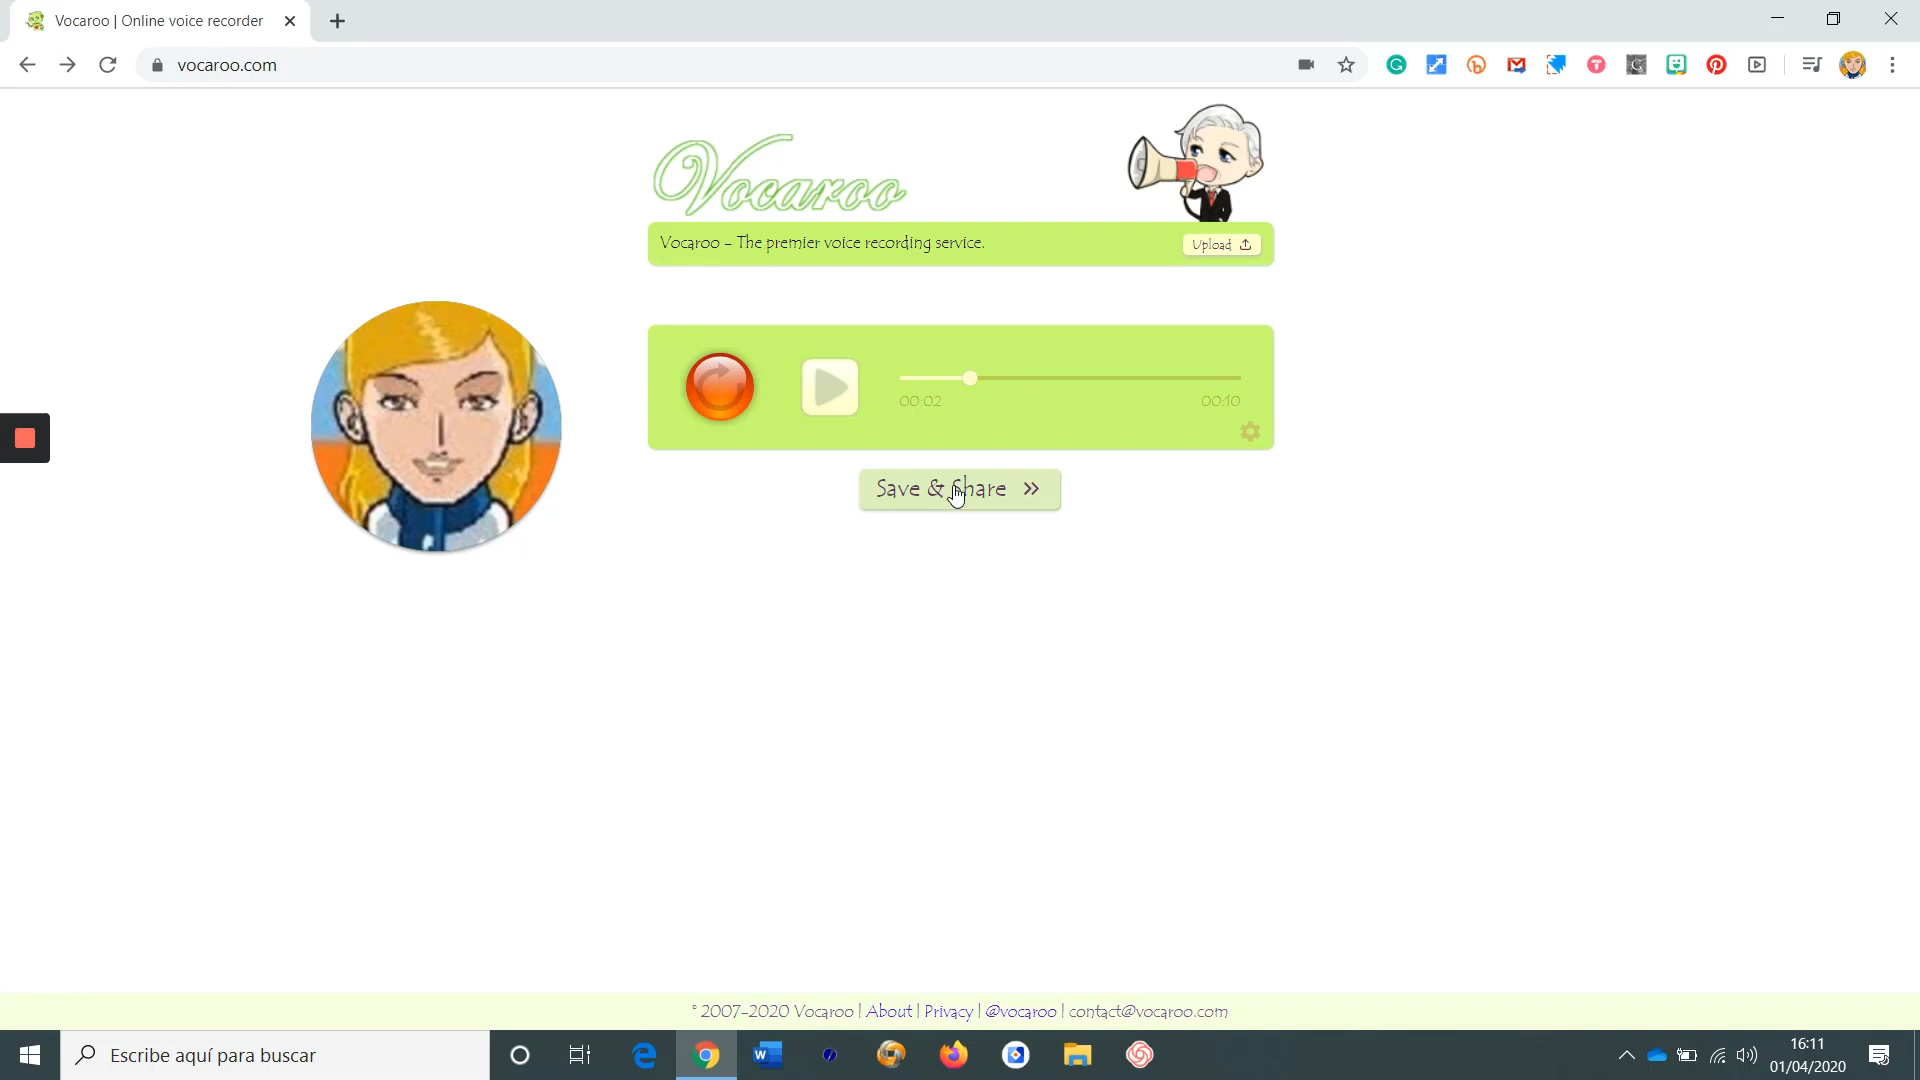 Vocaroo | Online voice recorder
vocaroo.com
Vocaroo
Vocaroo - The premier voice recording service.
Upload
00:02
00:10
Save & Share »
© 2007-2020 Vocaroo | About | Privacy | @vocaroo | contact@vocaroo.com
Escribe aquí para buscar
16:11
01/04/2020